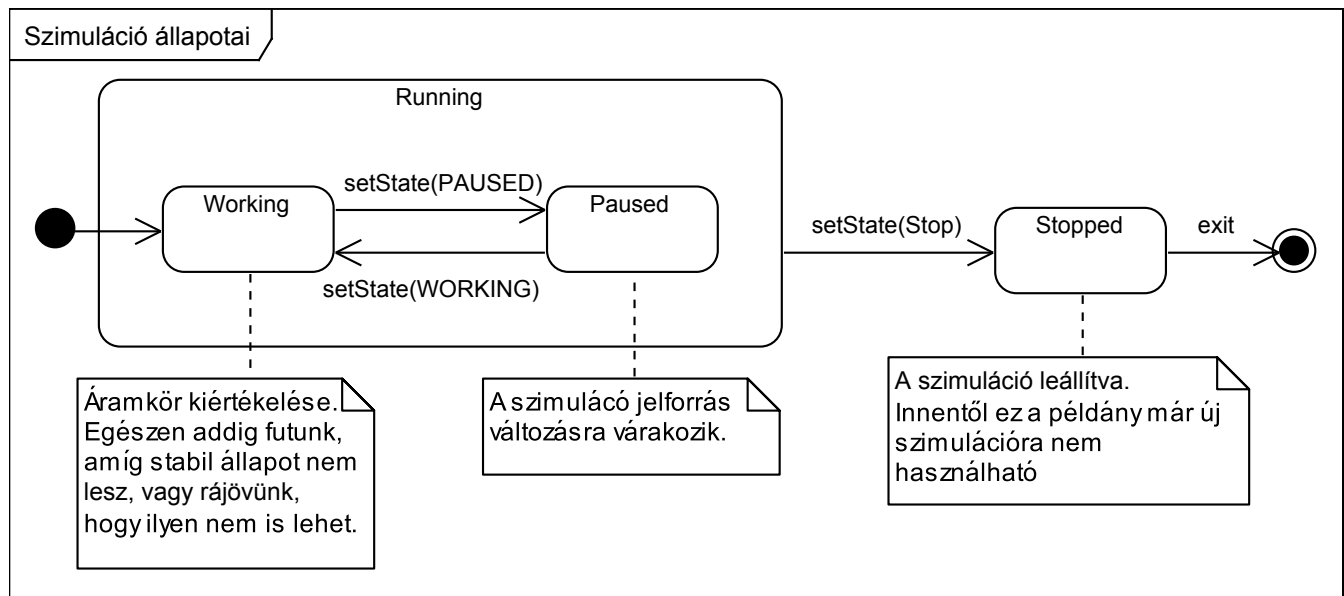 Szimuláció állapotai
Running
Working
setState(PAUSED)
Paused
setState(WORKING)
setState(Stop)
Stopped
exit
Áramkör kiértékelése.
Egészen addig futunk,
amíg stabil állapot nem
lesz, vagy rájövünk,
hogy ilyen nem is lehet.
A szimulácó jelforrás
változásra várakozik.
A szimuláció leállítva.
Innentől ez a példány már új
szimulációra nem
használható